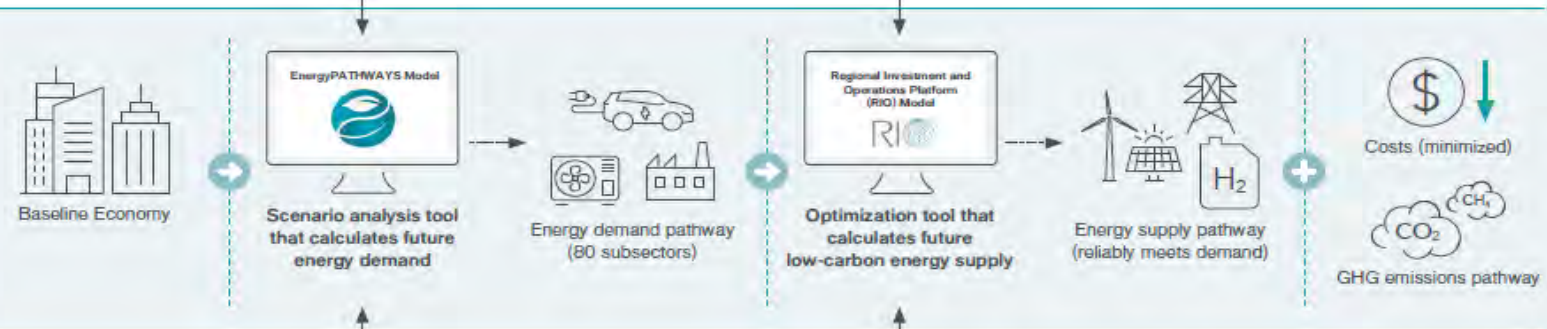 Baseline Economy
EnergyPATHWAYS Model
Scenario analysis tool
that calculates future
energy demand
Energy demand pathway
(80 subsectors)
Regional Investment and
Operations Platform
(RIO) Model
RIO
Optimization tool that
calculates future
low-carbon energy supply
H2
Energy supply pathway
(reliably meets demand)
$
Costs (minimized)
CH₄
CO2
GHG emissions pathway